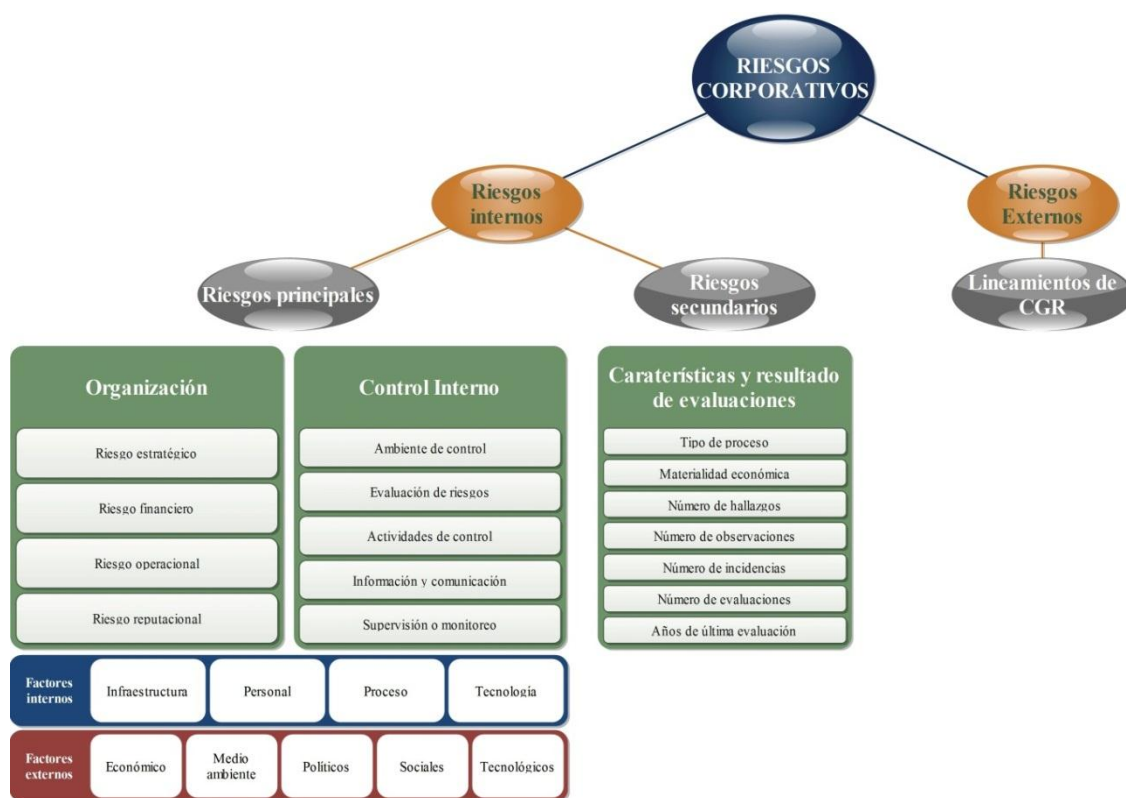 RIESGOS
CORPORATIVOS
Riesgos
internos
Riesgos
Externos
Riesgos principales
Riesgos
secundarios
Lineamientos de
CGR
Organización
Riesgo estratégico
Riesgo financiero
Riesgo operacional
Riesgo reputacional
Control Interno
Ambiente de control
Evaluación de riesgos
Actividades de control
Información y comunicación
Supervisión o monitoreo
Caraterísticas y resultado
de evaluaciones
Tipo de proceso
Materialidad económica
Número de hallazgos
Número de observaciones
Número de incidencias
Número de evaluaciones
Años de última evaluación
Factores
internos
Infraestructura
Personal
Proceso
Tecnología
Factores
externos
Económico
Medio
ambiente
Políticos
Sociales
Tecnológicos